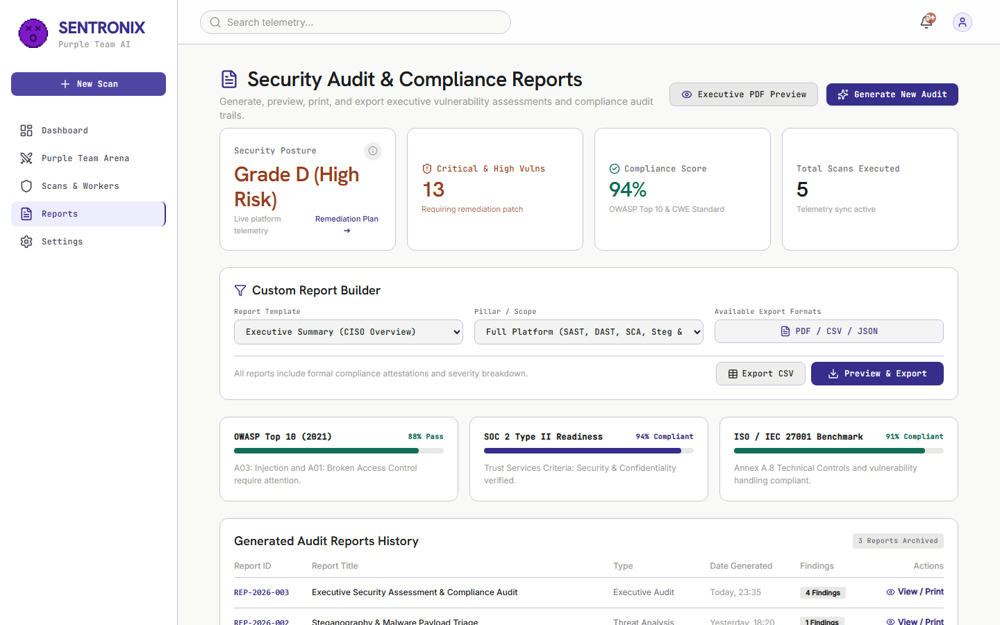 SENTRONIX
Purple Team AI
New Scan
Dashboard
Purple Team Arena
Scans & Workers
Reports
Settings
Search telemetry...
9+
Security Audit & Compliance Reports
Generate, preview, print, and export executive vulnerability assessments and compliance audit
trails.
Executive PDF Preview
Generate New Audit
Security Posture
Grade D (High
Risk)
Live platform
telemetry
Remediation Plan
→
Critical & High Vulns
13
Requiring remediation patch
Compliance Score
94%
OWASP Top 10 & CWE Standard
Total Scans Executed
5
Telemetry sync active
Custom Report Builder
Report Template
Executive Summary (CISO Overview)
Pillar / Scope
Full Platform (SAST, DAST, SCA, Steg &
Available Export Formats
PDF / CSV / JSON
All reports include formal compliance attestations and severity breakdown.
Export CSV
Preview & Export
OWASP Top 10 (2021)
88% Pass
A03: Injection and A01: Broken Access Control
require attention.
SOC 2 Type II Readiness
94% Compliant
Trust Services Criteria: Security & Confidentiality
verified.
ISO / IEC 27001 Benchmark
91% Compliant
Annex A.8 Technical Controls and vulnerability
handling compliant.
Generated Audit Reports History
3 Reports Archived
Report ID Report Title Type Date Generated Findings Actions
REP-2026-003 Executive Security Assessment & Compliance Audit Executive Audit Today, 23:35 4 Findings View / Print
REP-2026-002 Steganography & Malware Payload Triage Threat Analysis Yesterday, 18:20 1 Findings View / Print